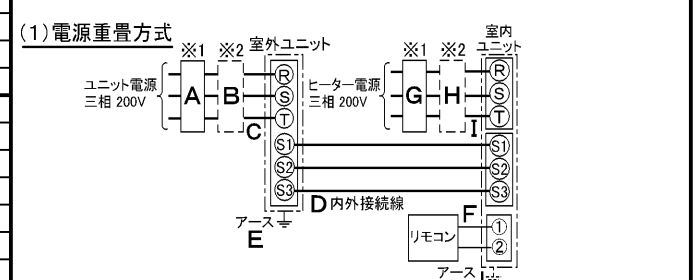 (1)電源重畳方式
※1 ※2 室外ユニット
※1 ※2 室内ユニット
ユニット電源
三相 200V
A B C
R
S
T
ヒーター電源
三相 200V
G H I
R
S
T
S1
S2
S3
S1
S2
S3
D 内外接続線
アース
E
リモコン
F
①
②
アース